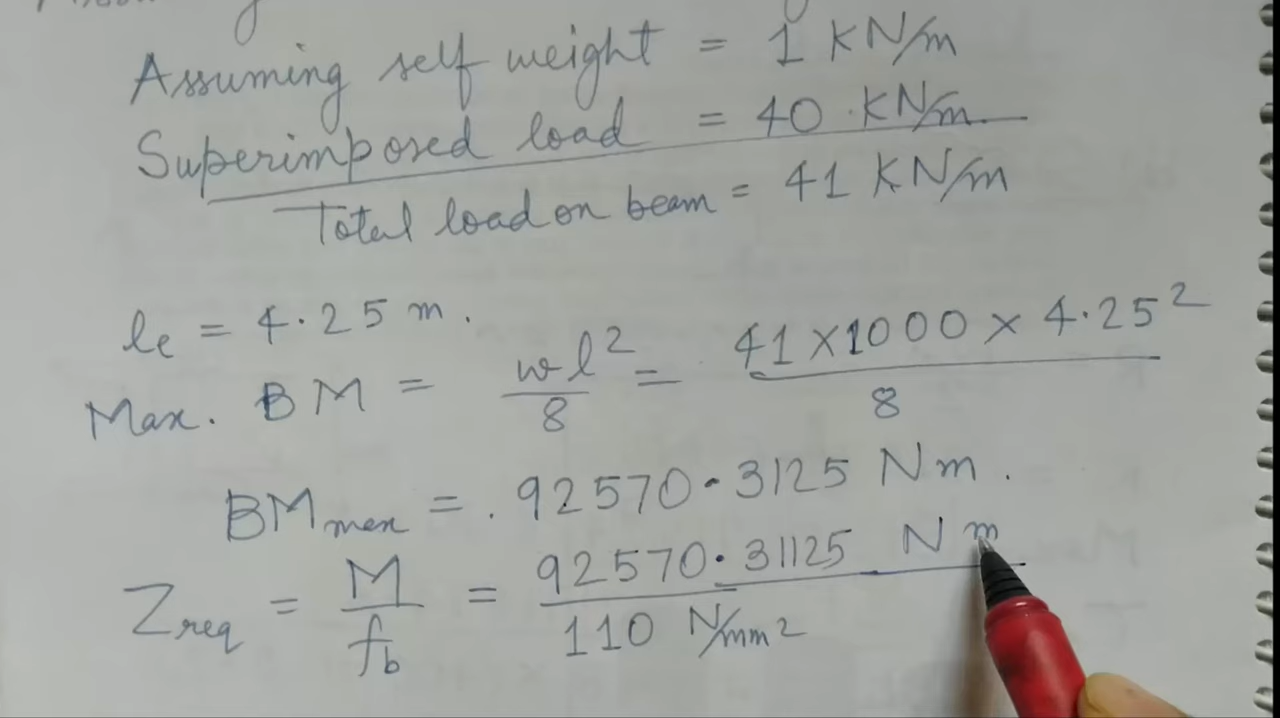 Assuming self weight = 1 KN/m
Superimposed load = 40 KN/m
Total load on beam = 41 KN/m
le = 4.25 m.
Max. BM = wl²/8 = 41×1000×4.25²/8
BMmax = 92570.3125 Nm.
Zreq = M/fb = 92570.31125 Nm/110 N/mm²